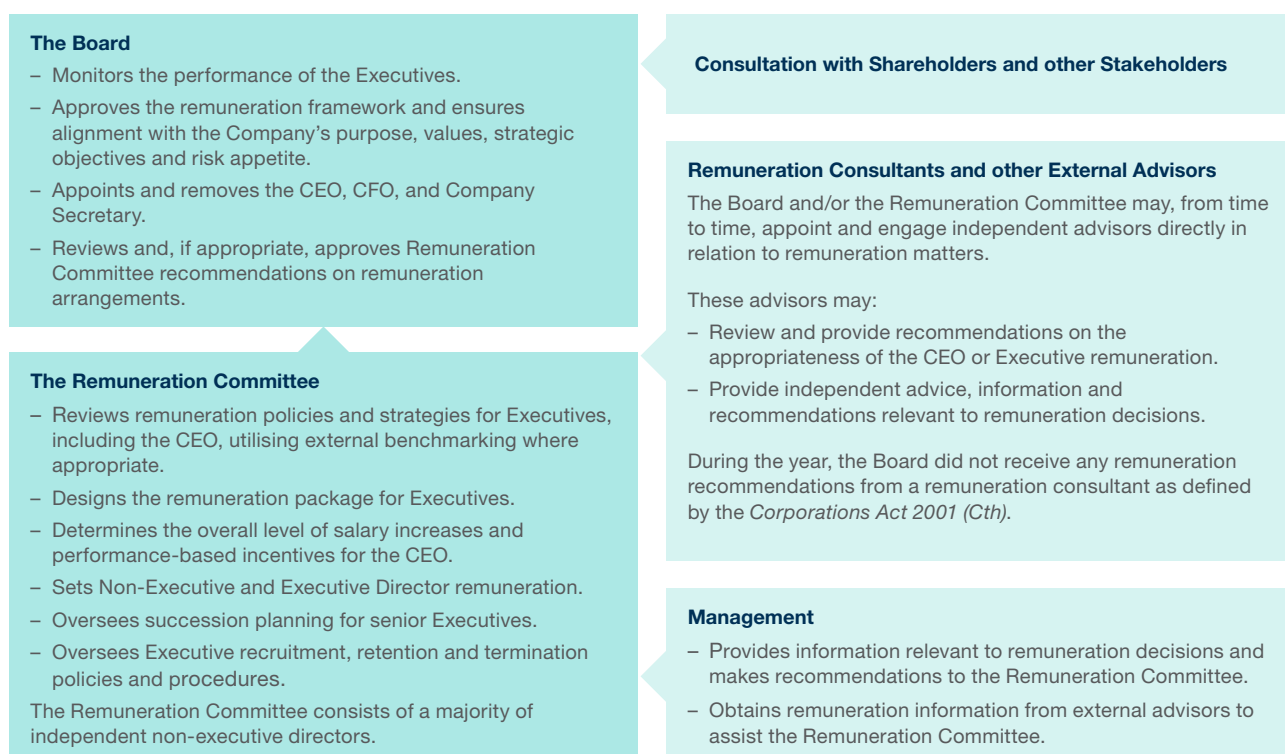 The Board
– Monitors the performance of the Executives.
– Approves the remuneration framework and ensures
alignment with the Company's purpose, values, strategic
objectives and risk appetite.
– Appoints and removes the CEO, CFO, and Company
Secretary.
– Reviews and, if appropriate, approves Remuneration
Committee recommendations on remuneration
arrangements.
The Remuneration Committee
– Reviews remuneration policies and strategies for Executives,
including the CEO, utilising external benchmarking where
appropriate.
– Designs the remuneration package for Executives.
– Determines the overall level of salary increases and
performance-based incentives for the CEO.
– Sets Non-Executive and Executive Director remuneration.
– Oversees succession planning for senior Executives.
– Oversees Executive recruitment, retention and termination
policies and procedures.
The Remuneration Committee consists of a majority of
independent non-executive directors.
Consultation with Shareholders and other Stakeholders
Remuneration Consultants and other External Advisors
The Board and/or the Remuneration Committee may, from time
to time, appoint and engage independent advisors directly in
relation to remuneration matters.
These advisors may:
– Review and provide recommendations on the
appropriateness of the CEO or Executive remuneration.
– Provide independent advice, information and
recommendations relevant to remuneration decisions.
During the year, the Board did not receive any remuneration
recommendations from a remuneration consultant as defined
by the Corporations Act 2001 (Cth).
Management
– Provides information relevant to remuneration decisions and
makes recommendations to the Remuneration Committee.
– Obtains remuneration information from external advisors to
assist the Remuneration Committee.